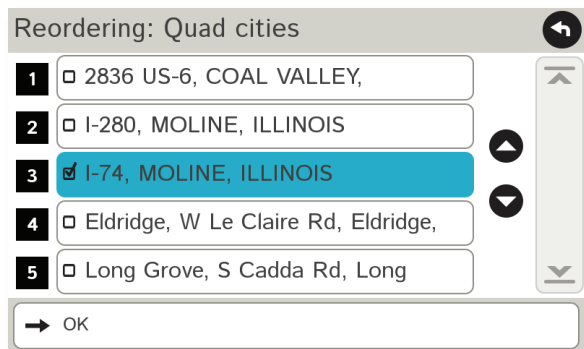 Reordering: Quad cities
1 2836 US-6, COAL VALLEY,
2 I-280, MOLINE, ILLINOIS
3 I-74, MOLINE, ILLINOIS
4 Eldridge, W Le Claire Rd, Eldridge,
5 Long Grove, S Cadda Rd, Long
OK